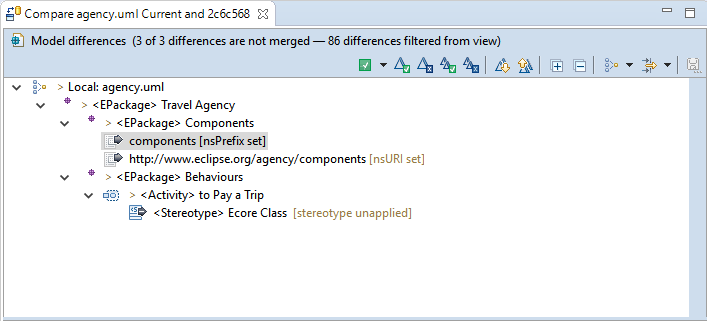 Compare agency.uml Current and 2c6c568
Model differences (3 of 3 differences are not merged — 86 differences filtered from view)
> Local: agency.uml
> <EPackage> Travel Agency
> <EPackage> Components
components [nsPrefix set]
http://www.eclipse.org/agency/components [nsURI set]
> <EPackage> Behaviours
> <Activity> to Pay a Trip
<Stereotype> Ecore Class [stereotype unapplied]